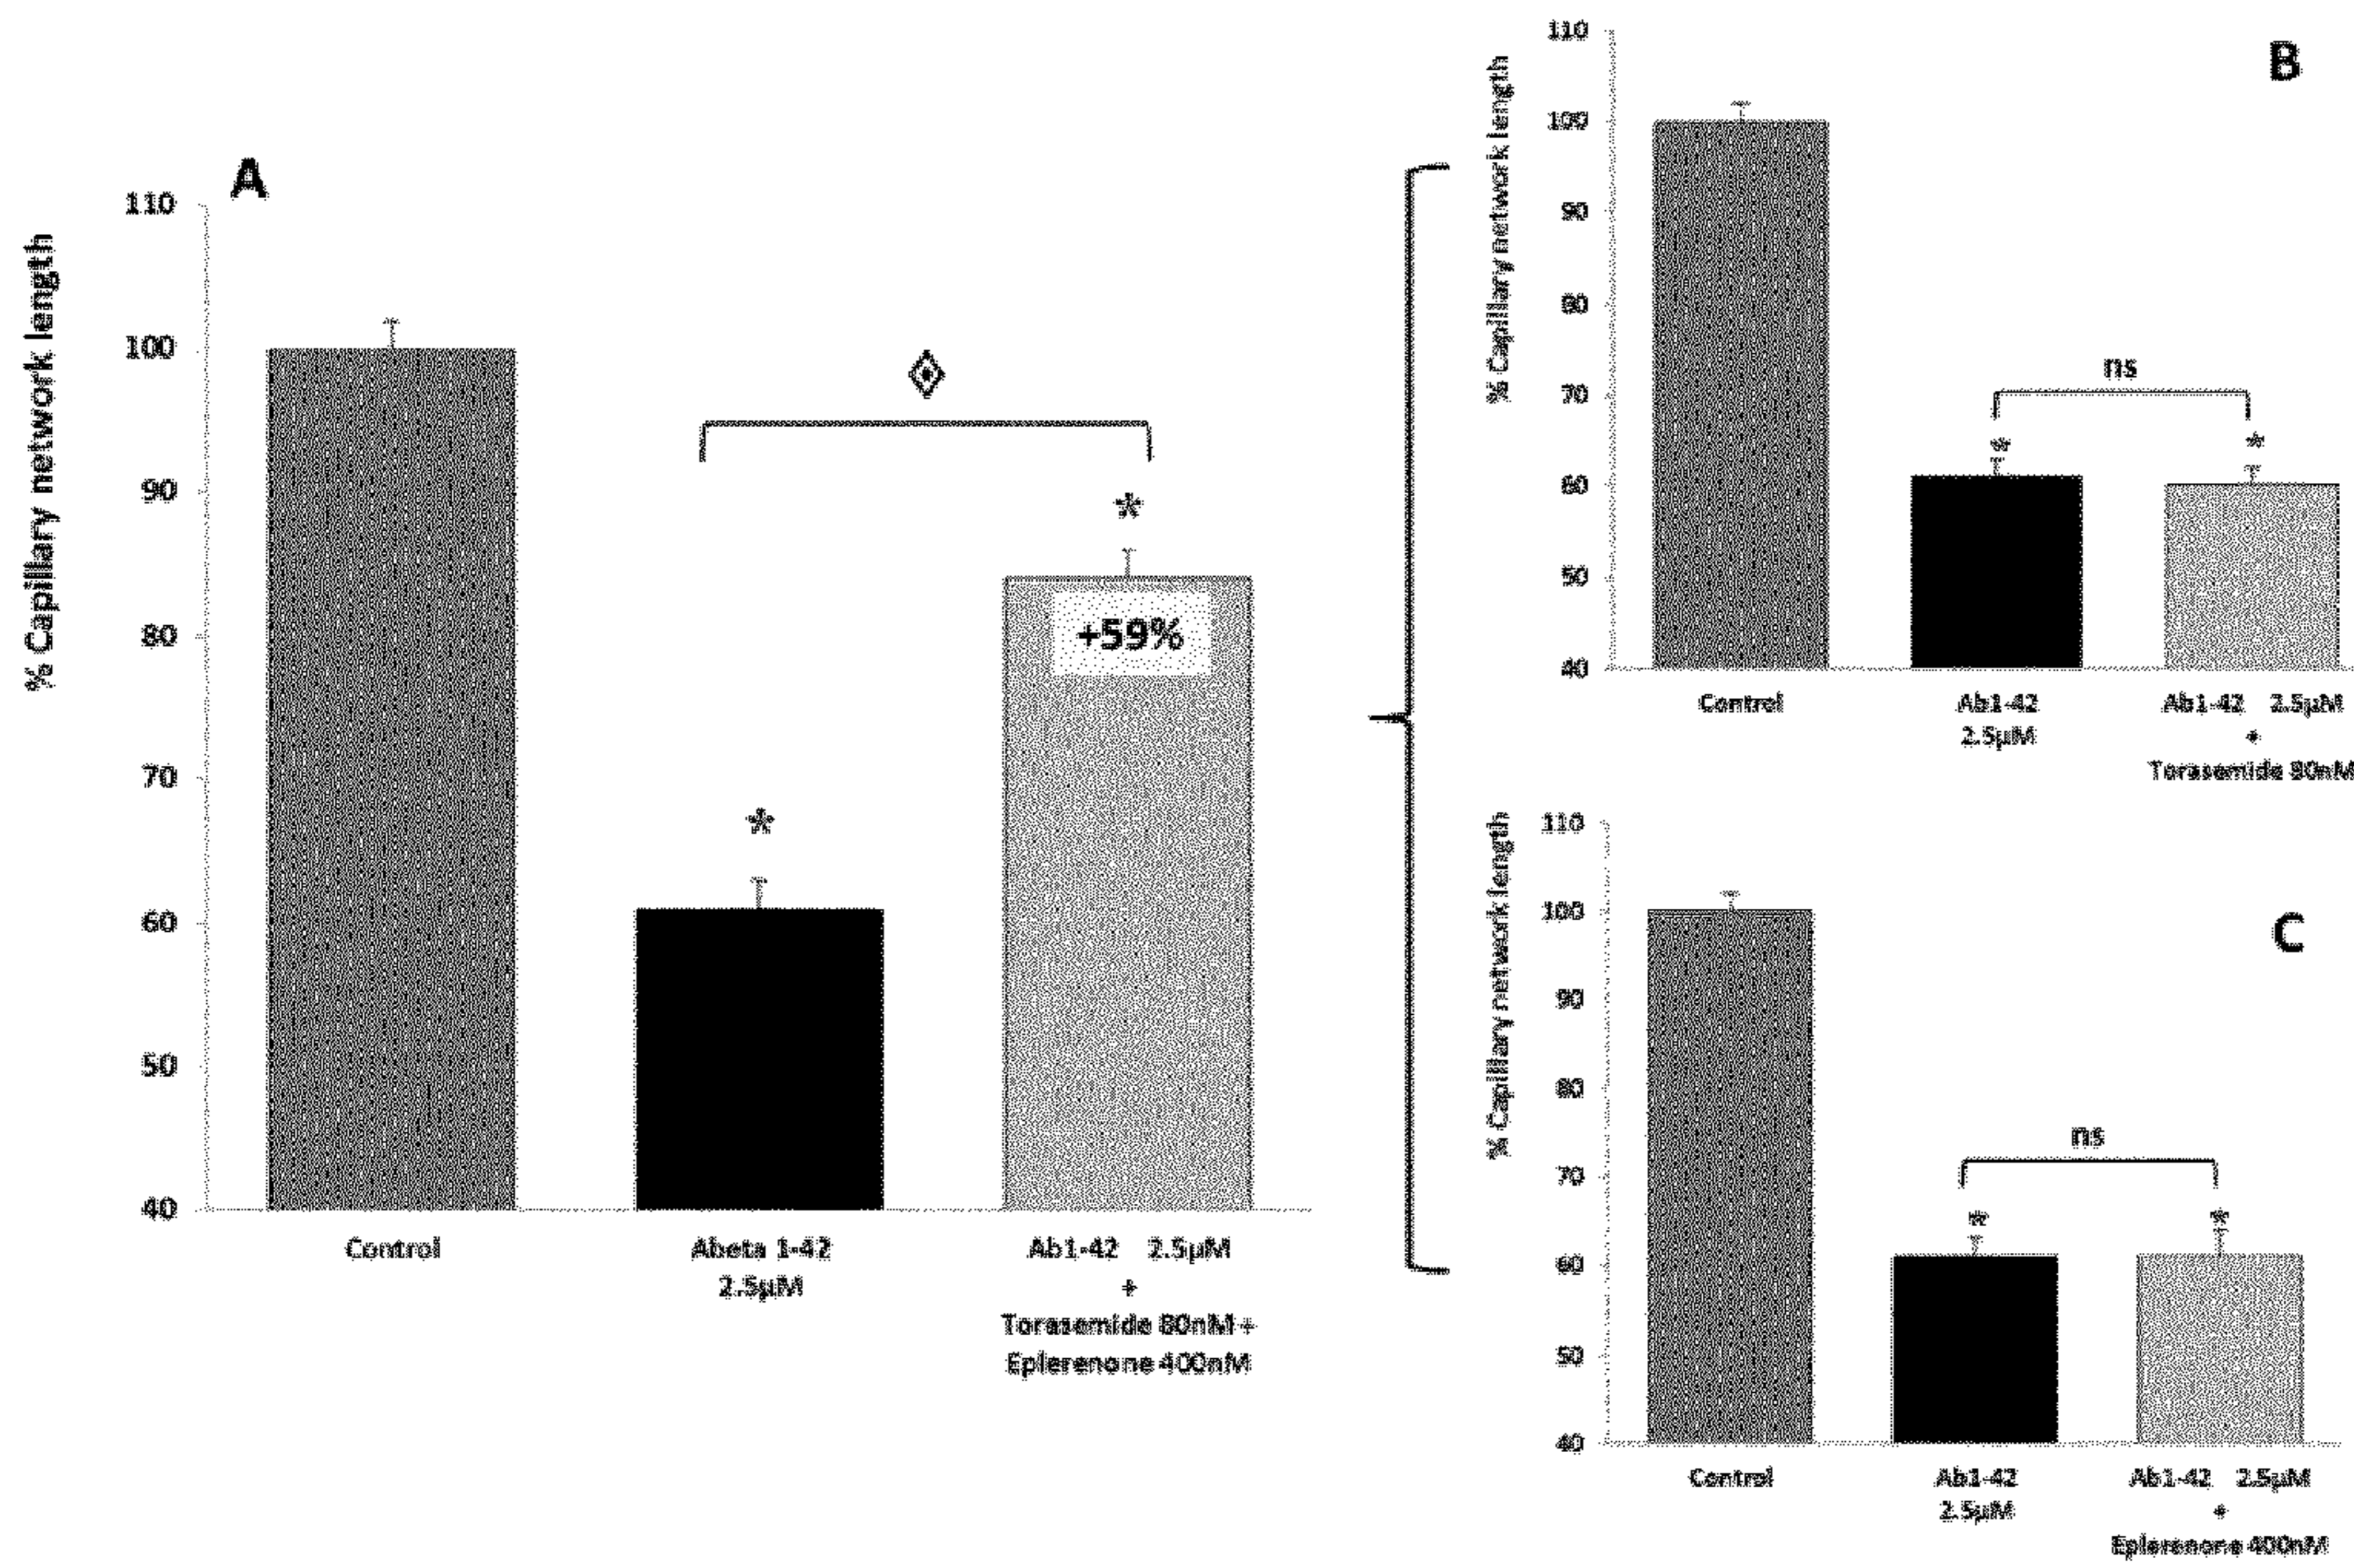 A
% Capillary network length
110
100
90
80
70
60
50
40
*
*
+59%
Control
Abeta 1-42
2.5µM
Ab1-42 2.5µM
+
Torasemide 80nM +
Eplerenone 400nM
B
% Capillary network length
110
100
90
80
70
60
50
40
ns
*
*
Control
Ab1-42
2.5µM
Ab1-42 2.5µM
+
Torasemide 80nM
C
% Capillary network length
110
100
90
80
70
60
50
40
ns
*
*
Control
Ab1-42
2.5µM
Ab1-42 2.5µM
+
Eplerenone 400nM